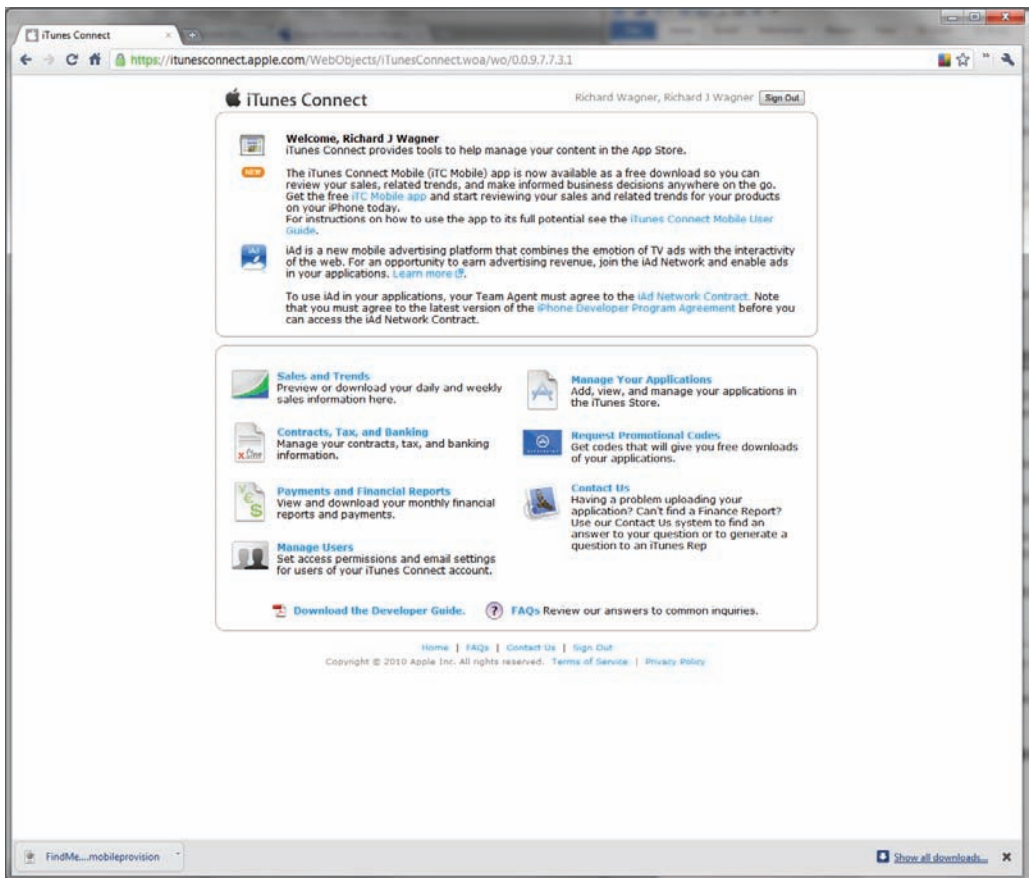 iTunes Connect
https://itunesconnect.apple.com/WebObjects/iTunesConnect.woa/wo/0.0.9.7.7.3.1
iTunes Connect
Richard Wagner, Richard J Wagner Sign Out
Welcome, Richard J Wagner
iTunes Connect provides tools to help manage your content in the App Store.
NEW
The iTunes Connect Mobile (iTC Mobile) app is now available as a free download so you can
review your sales, related trends, and make informed business decisions anywhere on the go.
Get the free iTC Mobile app and start reviewing your sales and related trends for your products
on your iPhone today.
For instructions on how to use the app to its full potential see the iTunes Connect Mobile User
Guide.
iAd is a new mobile advertising platform that combines the emotion of TV ads with the interactivity
of the web. For an opportunity to earn advertising revenue, join the iAd Network and enable ads
in your applications. Learn more.
To use iAd in your applications, your Team Agent must agree to the iAd Network Contract. Note
that you must agree to the latest version of the iPhone Developer Program Agreement before you
can access the iAd Network Contract.
Sales and Trends
Preview or download your daily and weekly
sales information here.
Contracts, Tax, and Banking
Manage your contracts, tax, and banking
information.
Payments and Financial Reports
View and download your monthly financial
reports and payments.
Manage Users
Set access permissions and email settings
for users of your iTunes Connect account.
Manage Your Applications
Add, view, and manage your applications in
the iTunes Store.
Request Promotional Codes
Get codes that will give you free downloads
of your applications.
Contact Us
Having a problem uploading your
application? Can't find a Finance Report?
Use our Contact Us system to find an
answer to your question or to generate a
question to an iTunes Rep
Download the Developer Guide. ? FAQs Review our answers to common inquiries.
Home | FAQs | Contact Us | Sign Out
Copyright © 2010 Apple Inc. All rights reserved. Terms of Service | Privacy Policy
FindMe....mobileprovision
Show all downloads...